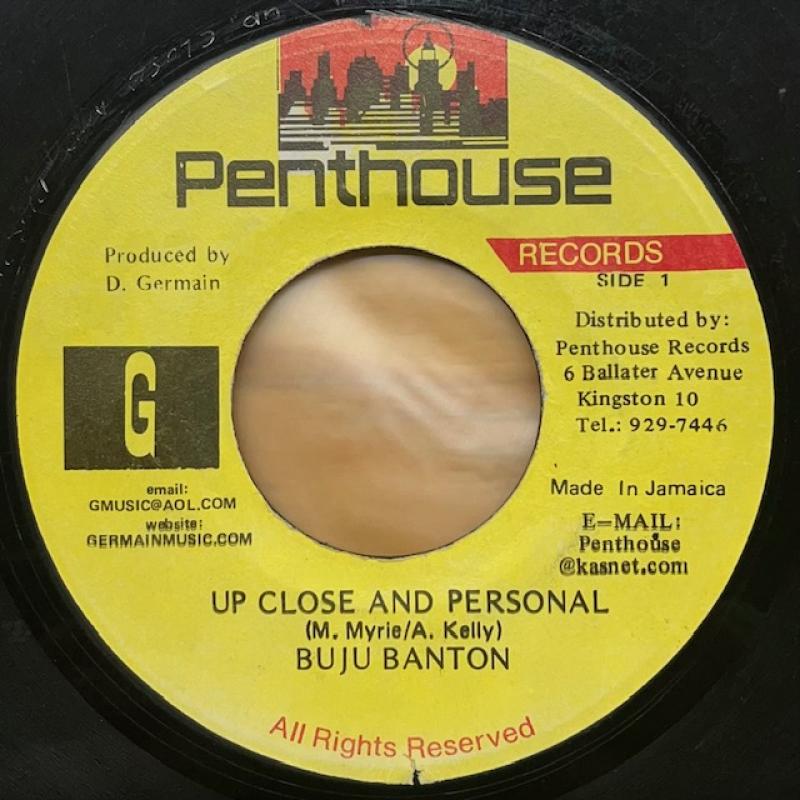 Penthouse
RECORDS
SIDE 1
Produced by
D. Germain
Distributed by:
Penthouse Records
6 Ballater Avenue
Kingston 10
Tel.: 929-7446
G
email:
GMUSIC@AOL.COM
website:
GERMAINMUSIC.COM
Made In Jamaica
E-MAIL:
Penthouse
@kasnet.com
UP CLOSE AND PERSONAL
(M. Myrie/A. Kelly)
BUJU BANTON
All Rights Reserved